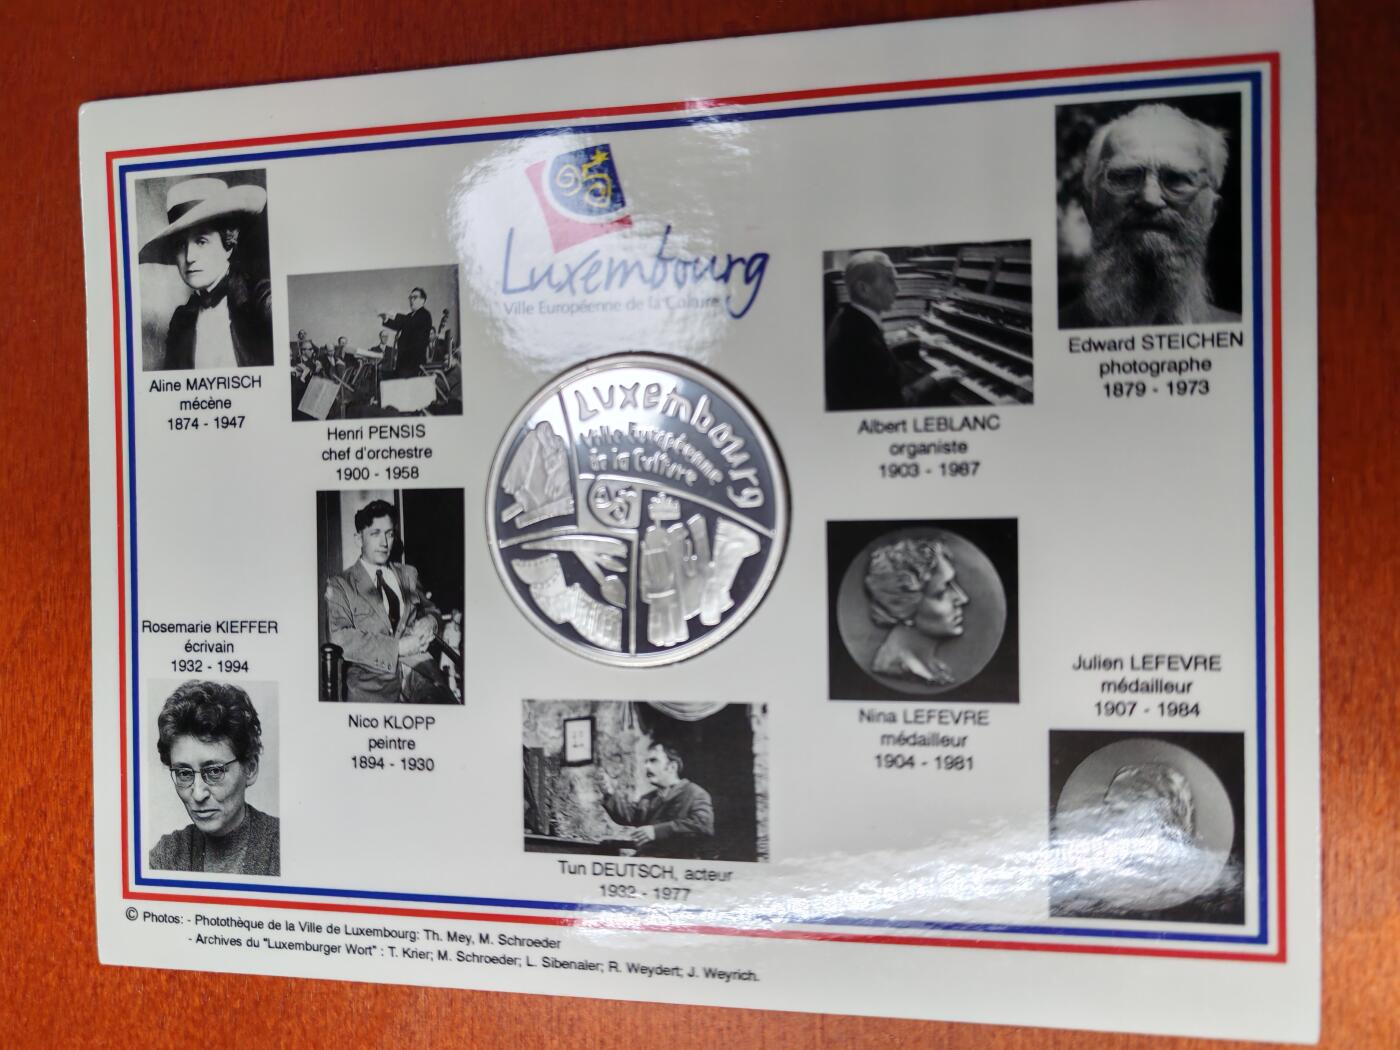 95
Luxembourg
Ville Européenne de la Culture
Aline MAYRISCH
mécène
1874 - 1947
Henri PENSIS
chef d'orchestre
1900 - 1958
Albert LEBLANC
organiste
1903 - 1987
Edward STEICHEN
photographe
1879 - 1973
Luxembourg
Ville Européenne
de la Culture
95
Rosemarie KIEFFER
écrivain
1932 - 1994
Nico KLOPP
peintre
1894 - 1930
Nina LEFEVRE
médailleur
1904 - 1981
Julien LEFEVRE
médailleur
1907 - 1984
Tun DEUTSCH, acteur
1932 - 1977
© Photos: - Photothèque de la Ville de Luxembourg: Th. Mey, M. Schroeder
- Archives du "Luxemburger Wort" : T. Krier; M. Schroeder; L. Sibenaler; R. Weydert; J. Weyrich.